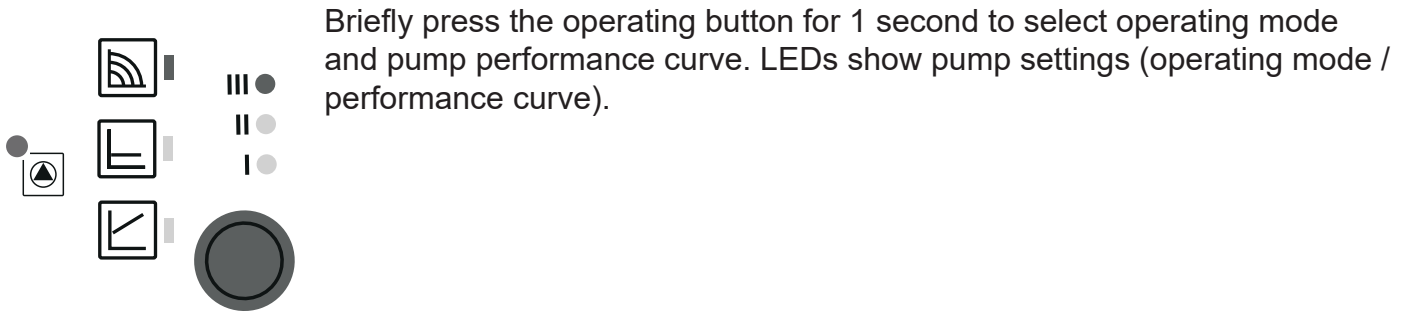 Briefly press the operating button for 1 second to select operating mode
and pump performance curve. LEDs show pump settings (operating mode /
performance curve).
III
II
I